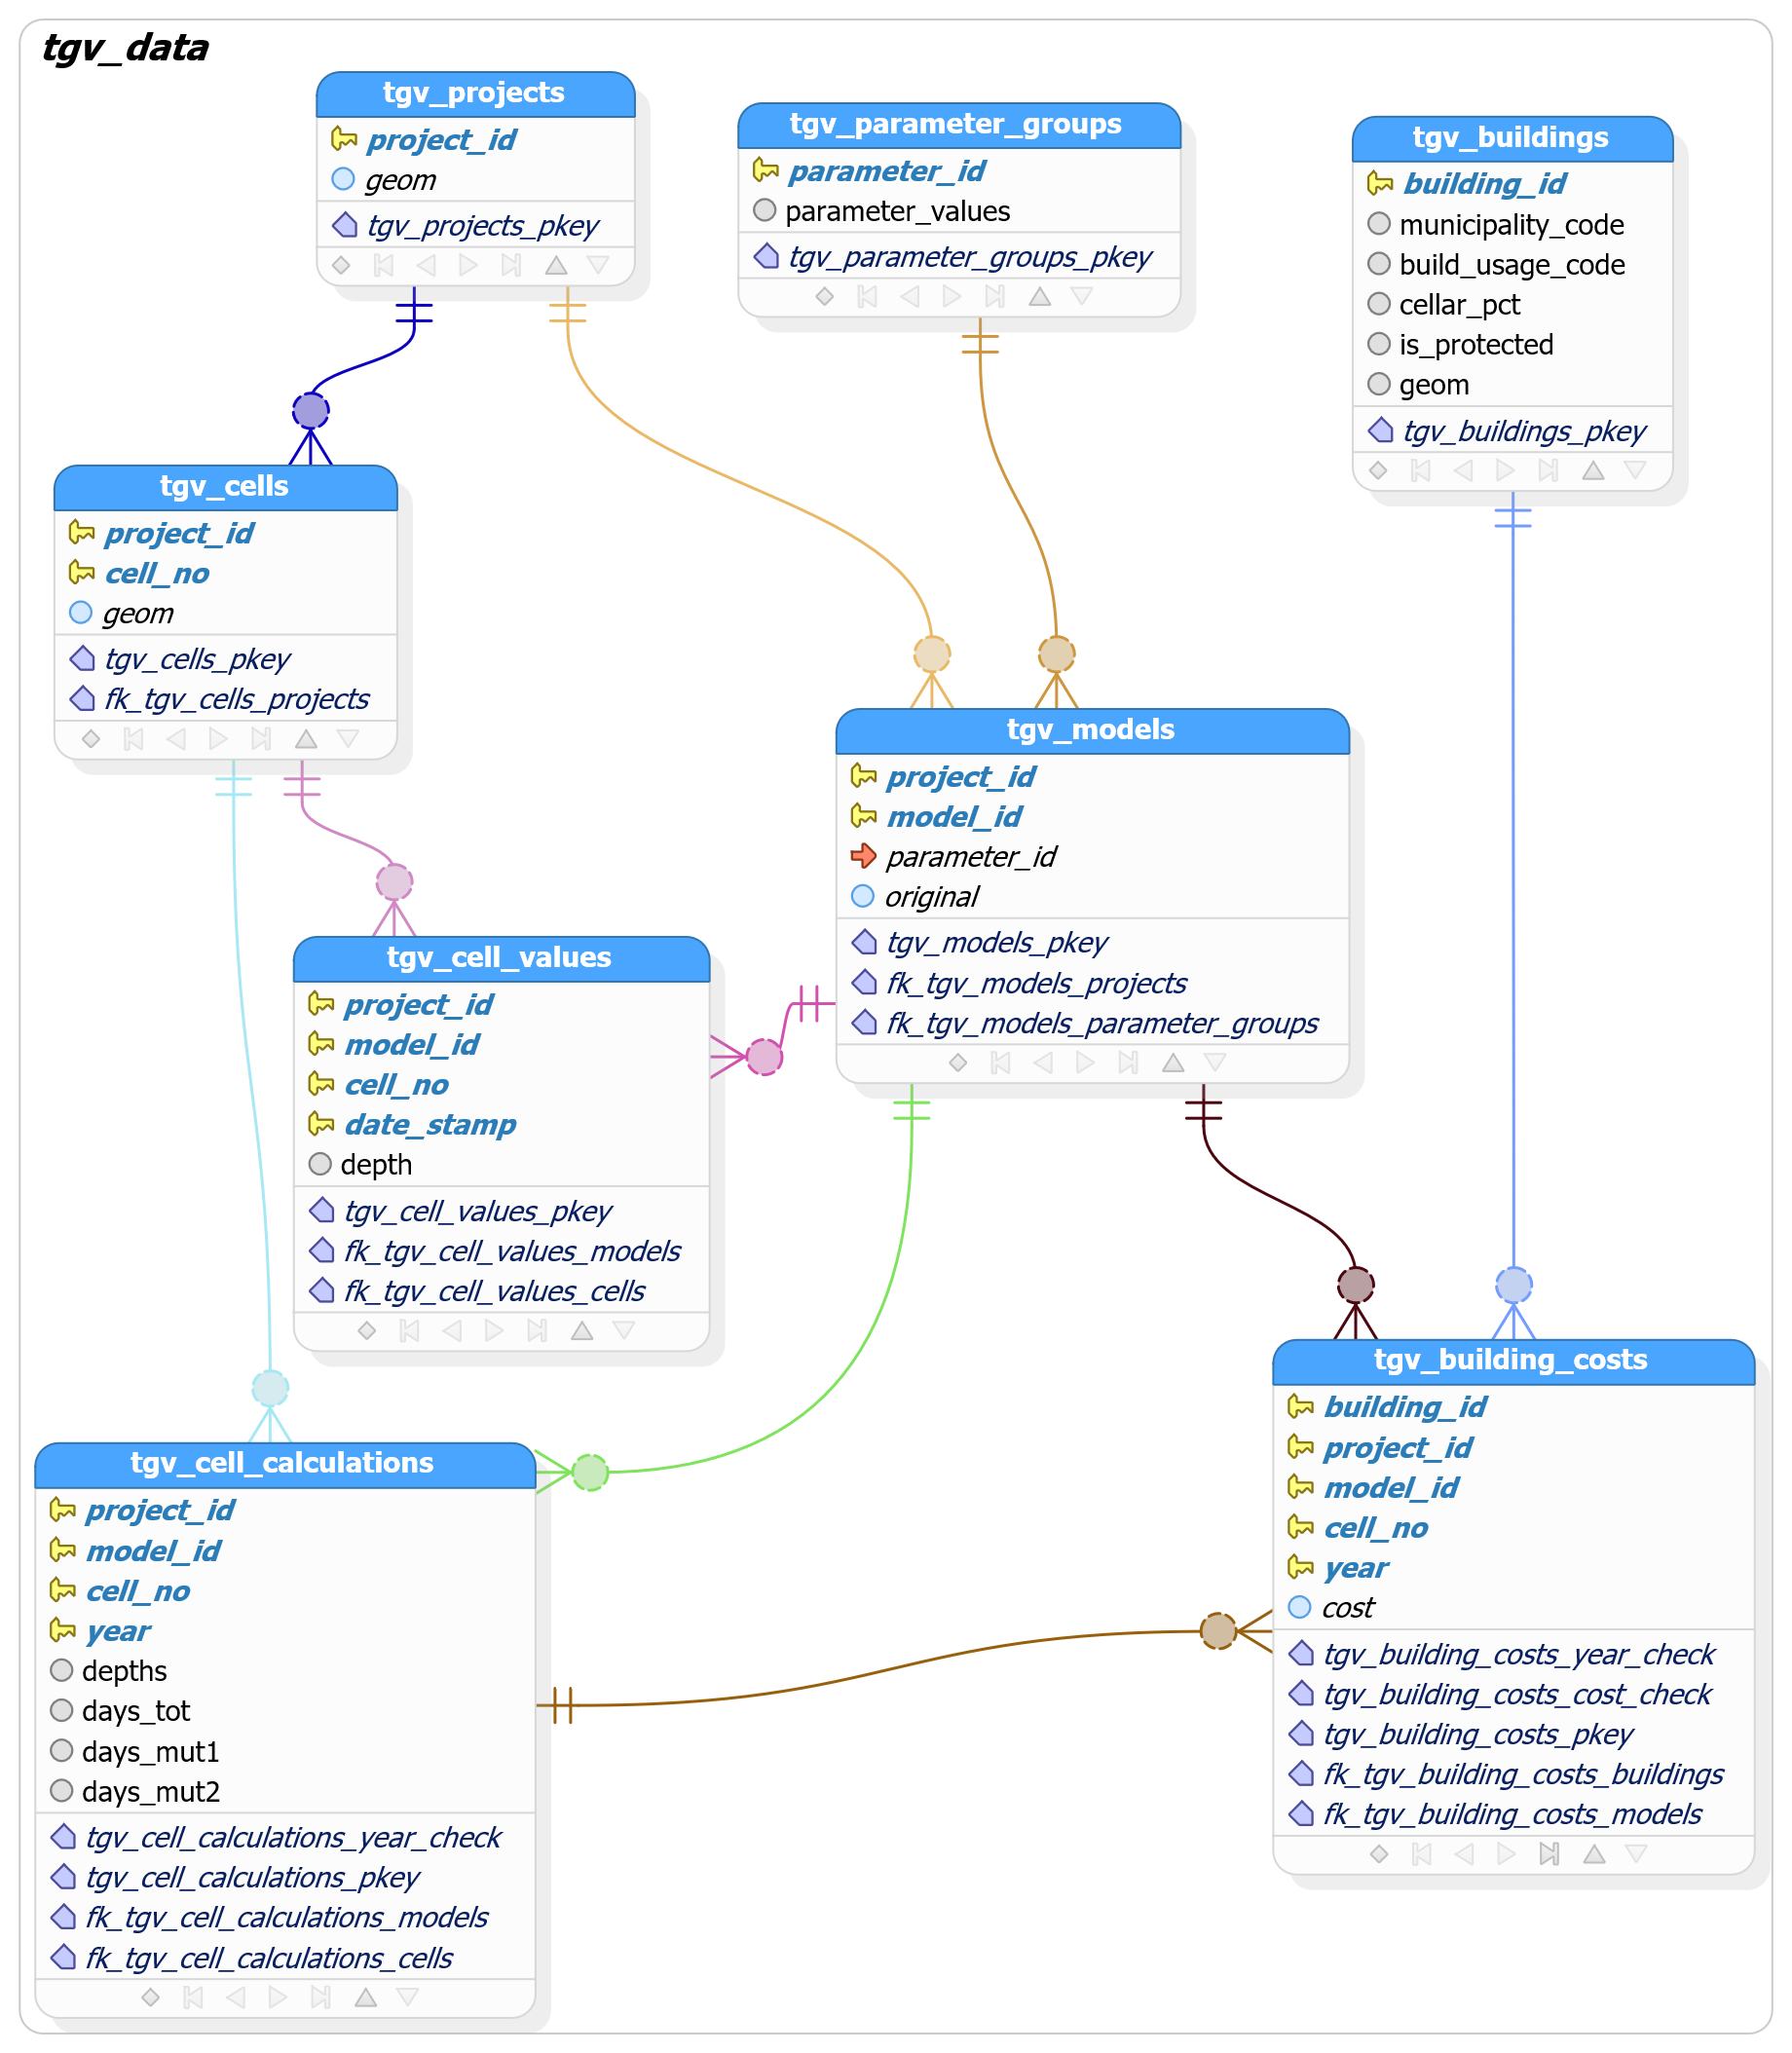 tgv_data
tgv_projects
project_id
geom
tgv_projects_pkey
tgv_parameter_groups
parameter_id
parameter_values
tgv_parameter_groups_pkey
tgv_buildings
building_id
municipality_code
build_usage_code
cellar_pct
is_protected
geom
tgv_buildings_pkey
tgv_cells
project_id
cell_no
geom
tgv_cells_pkey
fk_tgv_cells_projects
tgv_models
project_id
model_id
parameter_id
original
tgv_models_pkey
fk_tgv_models_projects
fk_tgv_models_parameter_groups
tgv_cell_values
project_id
model_id
cell_no
date_stamp
depth
tgv_cell_values_pkey
fk_tgv_cell_values_models
fk_tgv_cell_values_cells
tgv_building_costs
building_id
project_id
model_id
cell_no
year
cost
tgv_building_costs_year_check
tgv_building_costs_cost_check
tgv_building_costs_pkey
fk_tgv_building_costs_buildings
fk_tgv_building_costs_models
tgv_cell_calculations
project_id
model_id
cell_no
year
depths
days_tot
days_mut1
days_mut2
tgv_cell_calculations_year_check
tgv_cell_calculations_pkey
fk_tgv_cell_calculations_models
fk_tgv_cell_calculations_cells